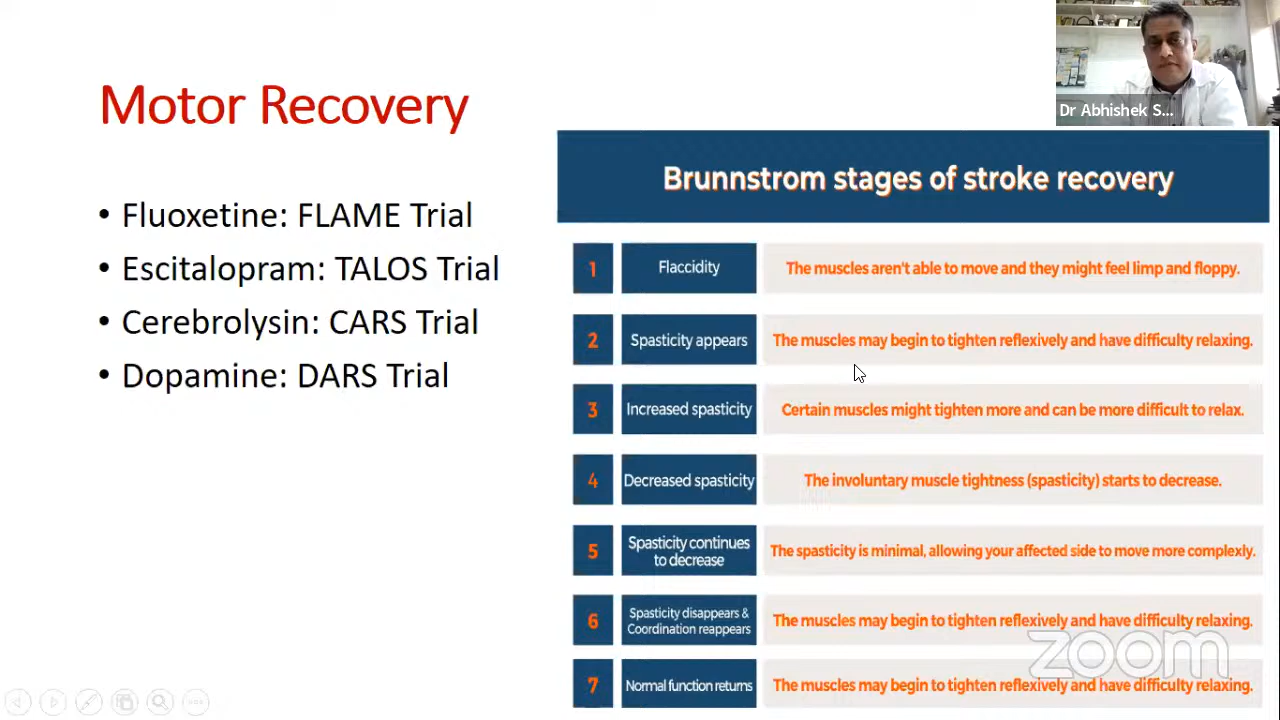 Motor Recovery
• Fluoxetine: FLAME Trial
• Escitalopram: TALOS Trial
• Cerebrolysin: CARS Trial
• Dopamine: DARS Trial
Dr Abhishek S...
Brunnstrom stages of stroke recovery
1 Flaccidity The muscles aren't able to move and they might feel limp and floppy.
2 Spasticity appears The muscles may begin to tighten reflexively and have difficulty relaxing.
3 Increased spasticity Certain muscles might tighten more and can be more difficult to relax.
4 Decreased spasticity The involuntary muscle tightness (spasticity) starts to decrease.
5 Spasticity continues
to decrease The spasticity is minimal, allowing your affected side to move more complexly.
6 Spasticity disappears &
Coordination reappears The muscles may begin to tighten reflexively and have difficulty relaxing.
7 Normal function returns The muscles may begin to tighten reflexively and have difficulty relaxing.
zoom